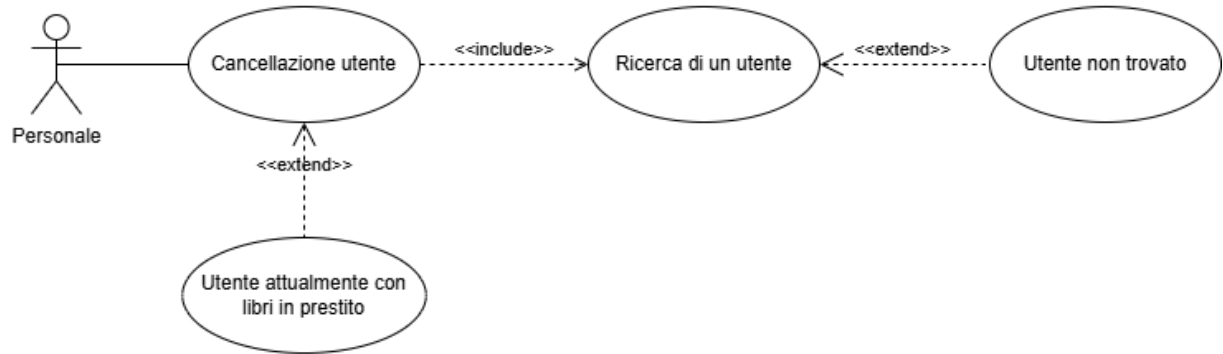 Personale
Cancellazione utente
<<include>>
Ricerca di un utente
<<extend>>
Utente non trovato
<<extend>>
Utente attualmente con
libri in prestito